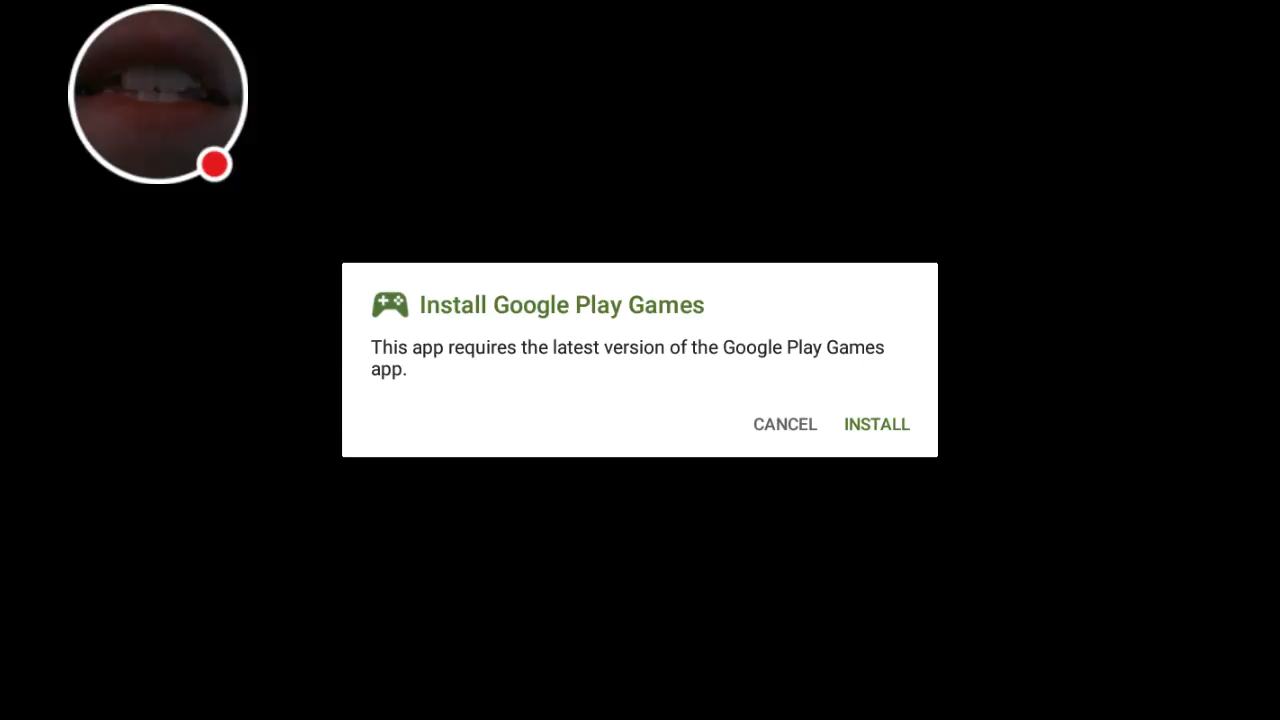 Install Google Play Games
This app requires the latest version of the Google Play Games
app.
CANCEL INSTALL